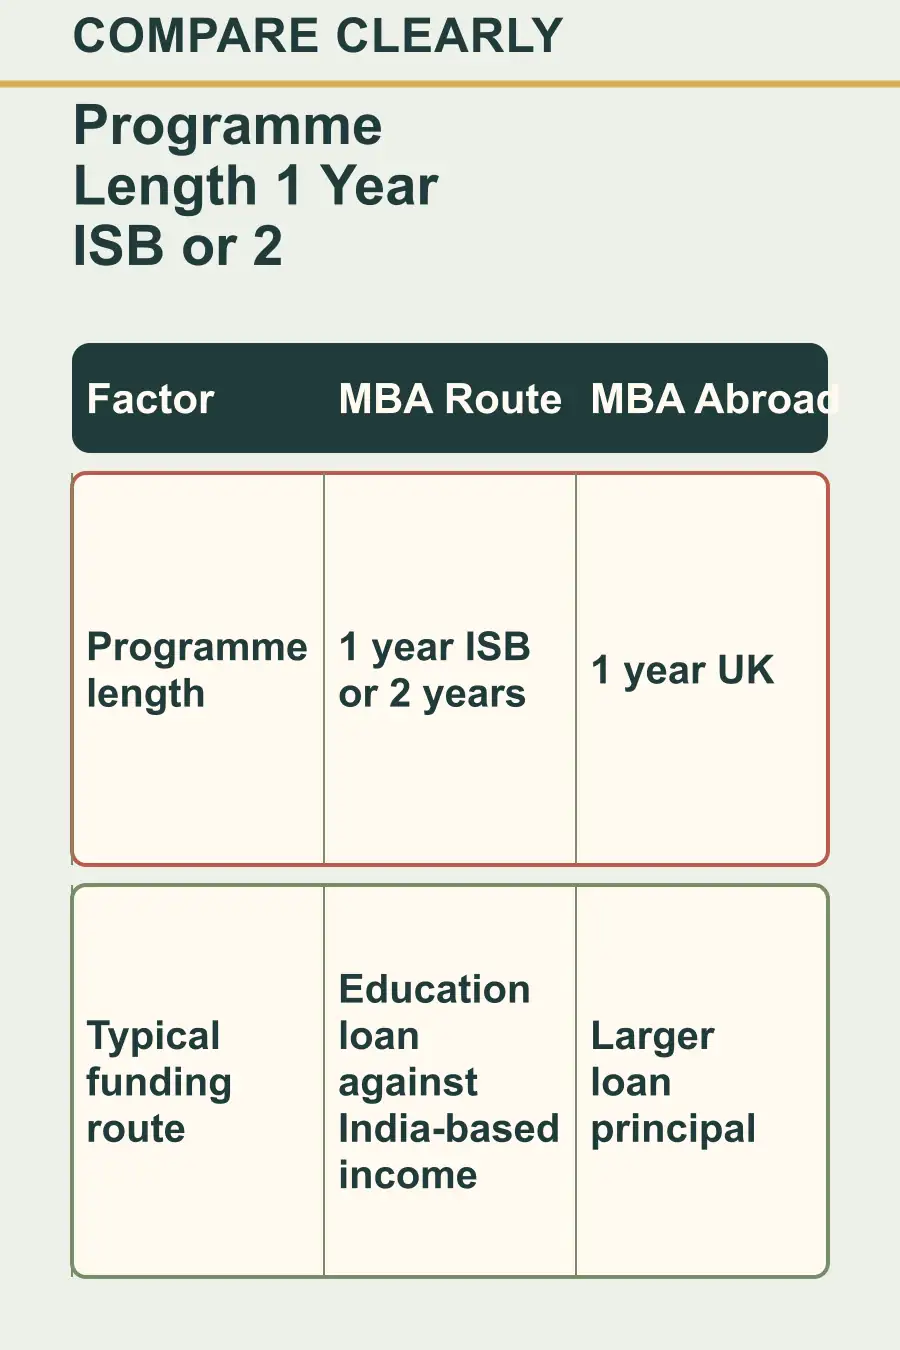 COMPARE CLEARLY
Programme
Length 1 Year
ISB or 2
Factor
MBA Route
MBA Abroad
Programme
length
1 year ISB
or 2 years
1 year UK
Typical
funding
route
Education
loan
against
India-based
income
Larger
loan
principal